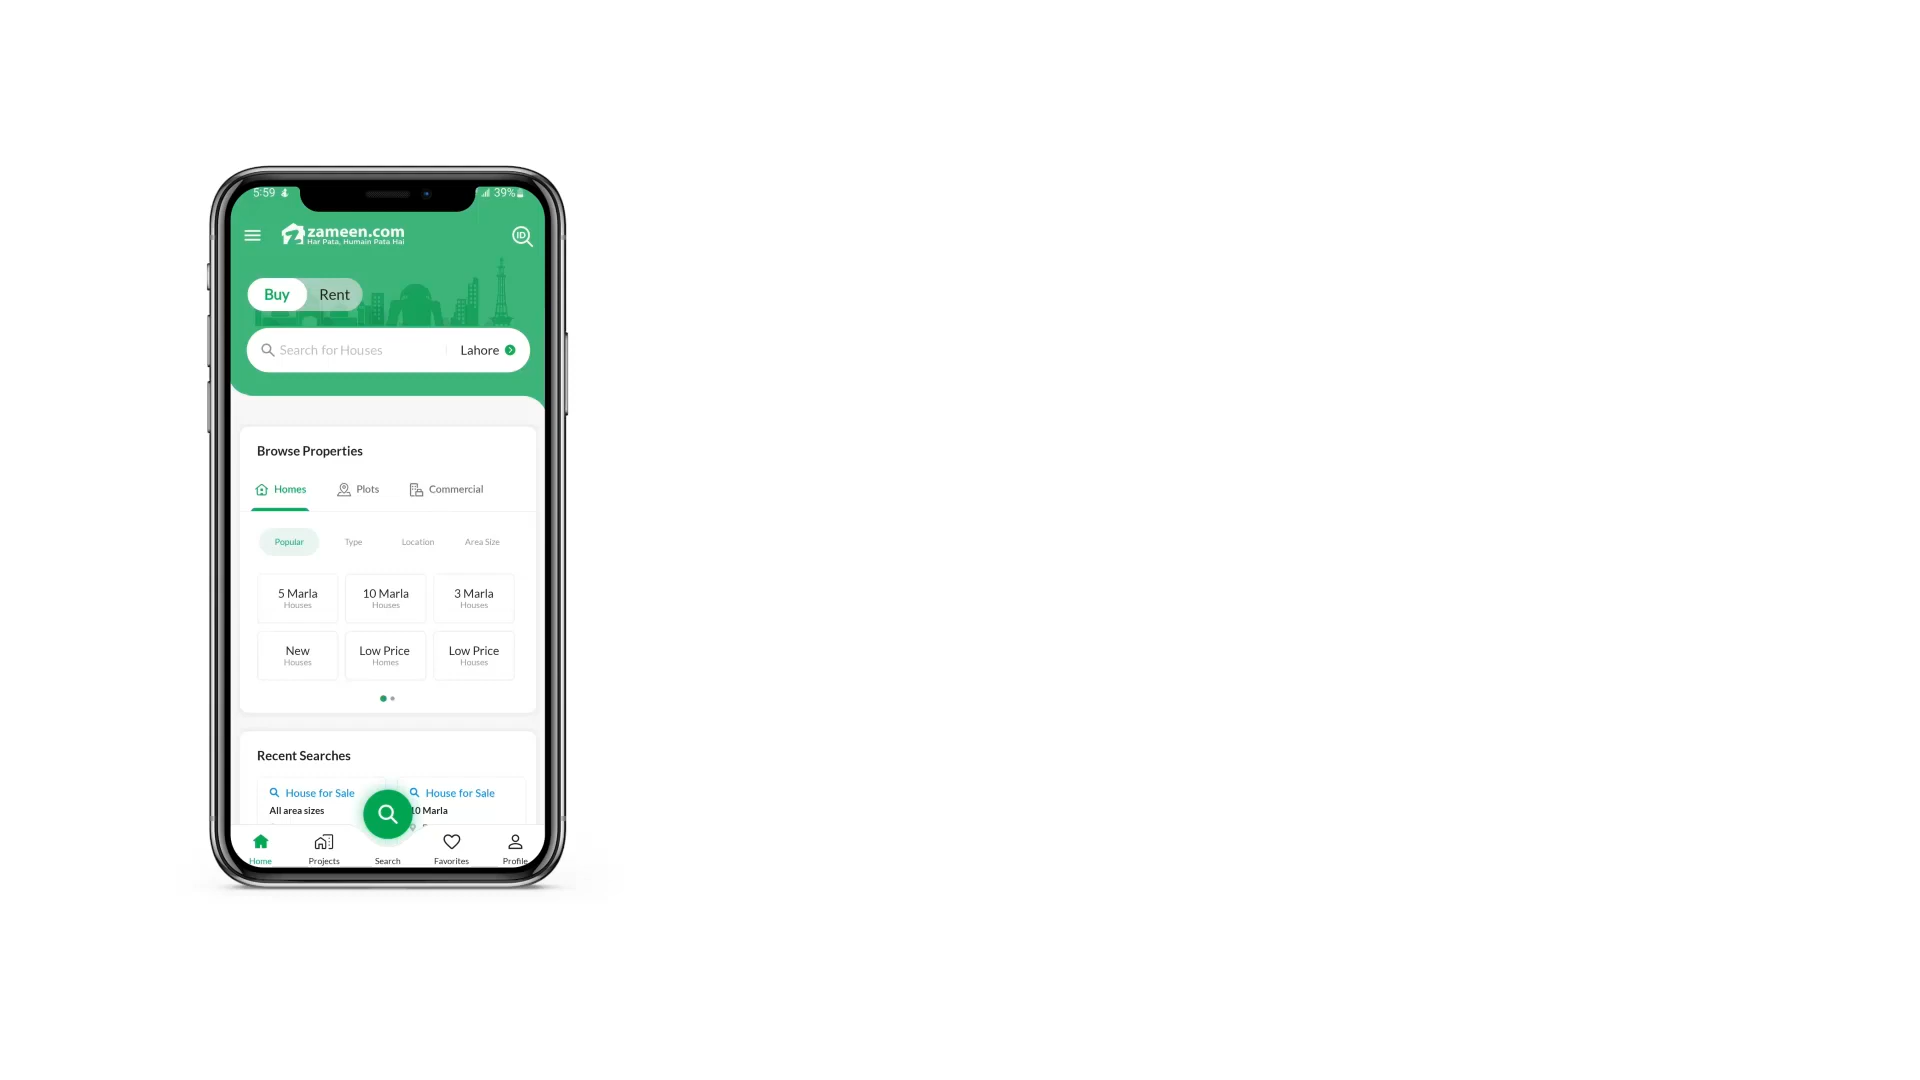 5:59
39%
zameen.com
Har Pata, Humain Pata Hai
ID
Buy Rent
Search for Houses Lahore
Browse Properties
Homes Plots Commercial
Popular Type Location Area Size
5 Marla 10 Marla 3 Marla
Houses Houses Houses
New Low Price Low Price
Houses Homes Houses
Recent Searches
House for Sale House for Sale
All area sizes 10 Marla
Home Projects Search Favorites Profile